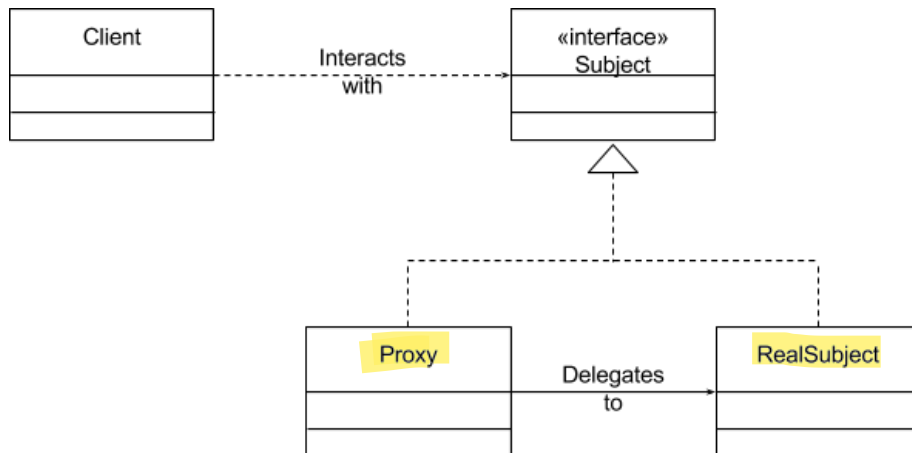 Client
Interacts
with
«interface»
Subject
Proxy
Delegates
to
RealSubject